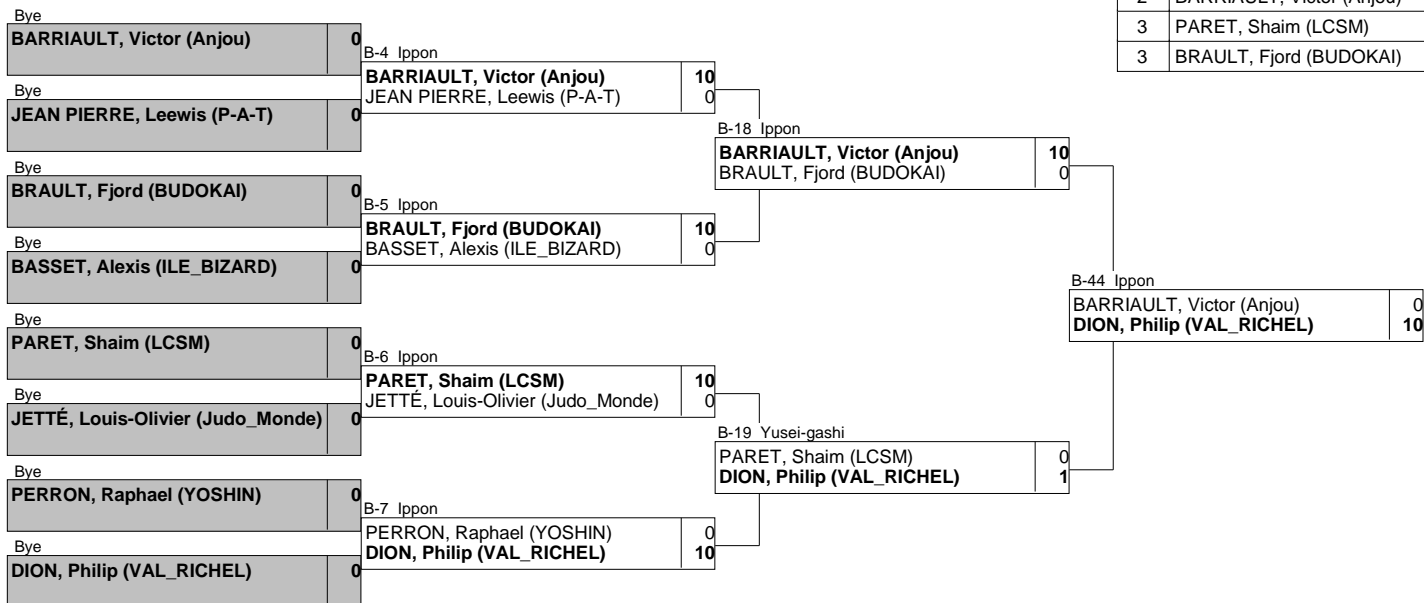 2 BARRIAULT, Victor (Anjou)
3 PARET, Shaim (LCSM)
3 BRAULT, Fjord (BUDOKAI)
Bye
BARRIAULT, Victor (Anjou) 0
Bye
JEAN PIERRE, Leewis (P-A-T) 0
Bye
BRAULT, Fjord (BUDOKAI) 0
Bye
BASSET, Alexis (ILE_BIZARD) 0
Bye
PARET, Shaim (LCSM) 0
Bye
JETTÉ, Louis-Olivier (Judo_Monde) 0
Bye
PERRON, Raphael (YOSHIN) 0
Bye
DION, Philip (VAL_RICHEL) 0
B-4 Ippon
BARRIAULT, Victor (Anjou) 10
JEAN PIERRE, Leewis (P-A-T) 0
B-5 Ippon
BRAULT, Fjord (BUDOKAI) 10
BASSET, Alexis (ILE_BIZARD) 0
B-6 Ippon
PARET, Shaim (LCSM) 10
JETTÉ, Louis-Olivier (Judo_Monde) 0
B-7 Ippon
PERRON, Raphael (YOSHIN) 0
DION, Philip (VAL_RICHEL) 10
B-18 Ippon
BARRIAULT, Victor (Anjou) 10
BRAULT, Fjord (BUDOKAI) 0
B-19 Yusei-gashi
PARET, Shaim (LCSM) 0
DION, Philip (VAL_RICHEL) 1
B-44 Ippon
BARRIAULT, Victor (Anjou) 0
DION, Philip (VAL_RICHEL) 10